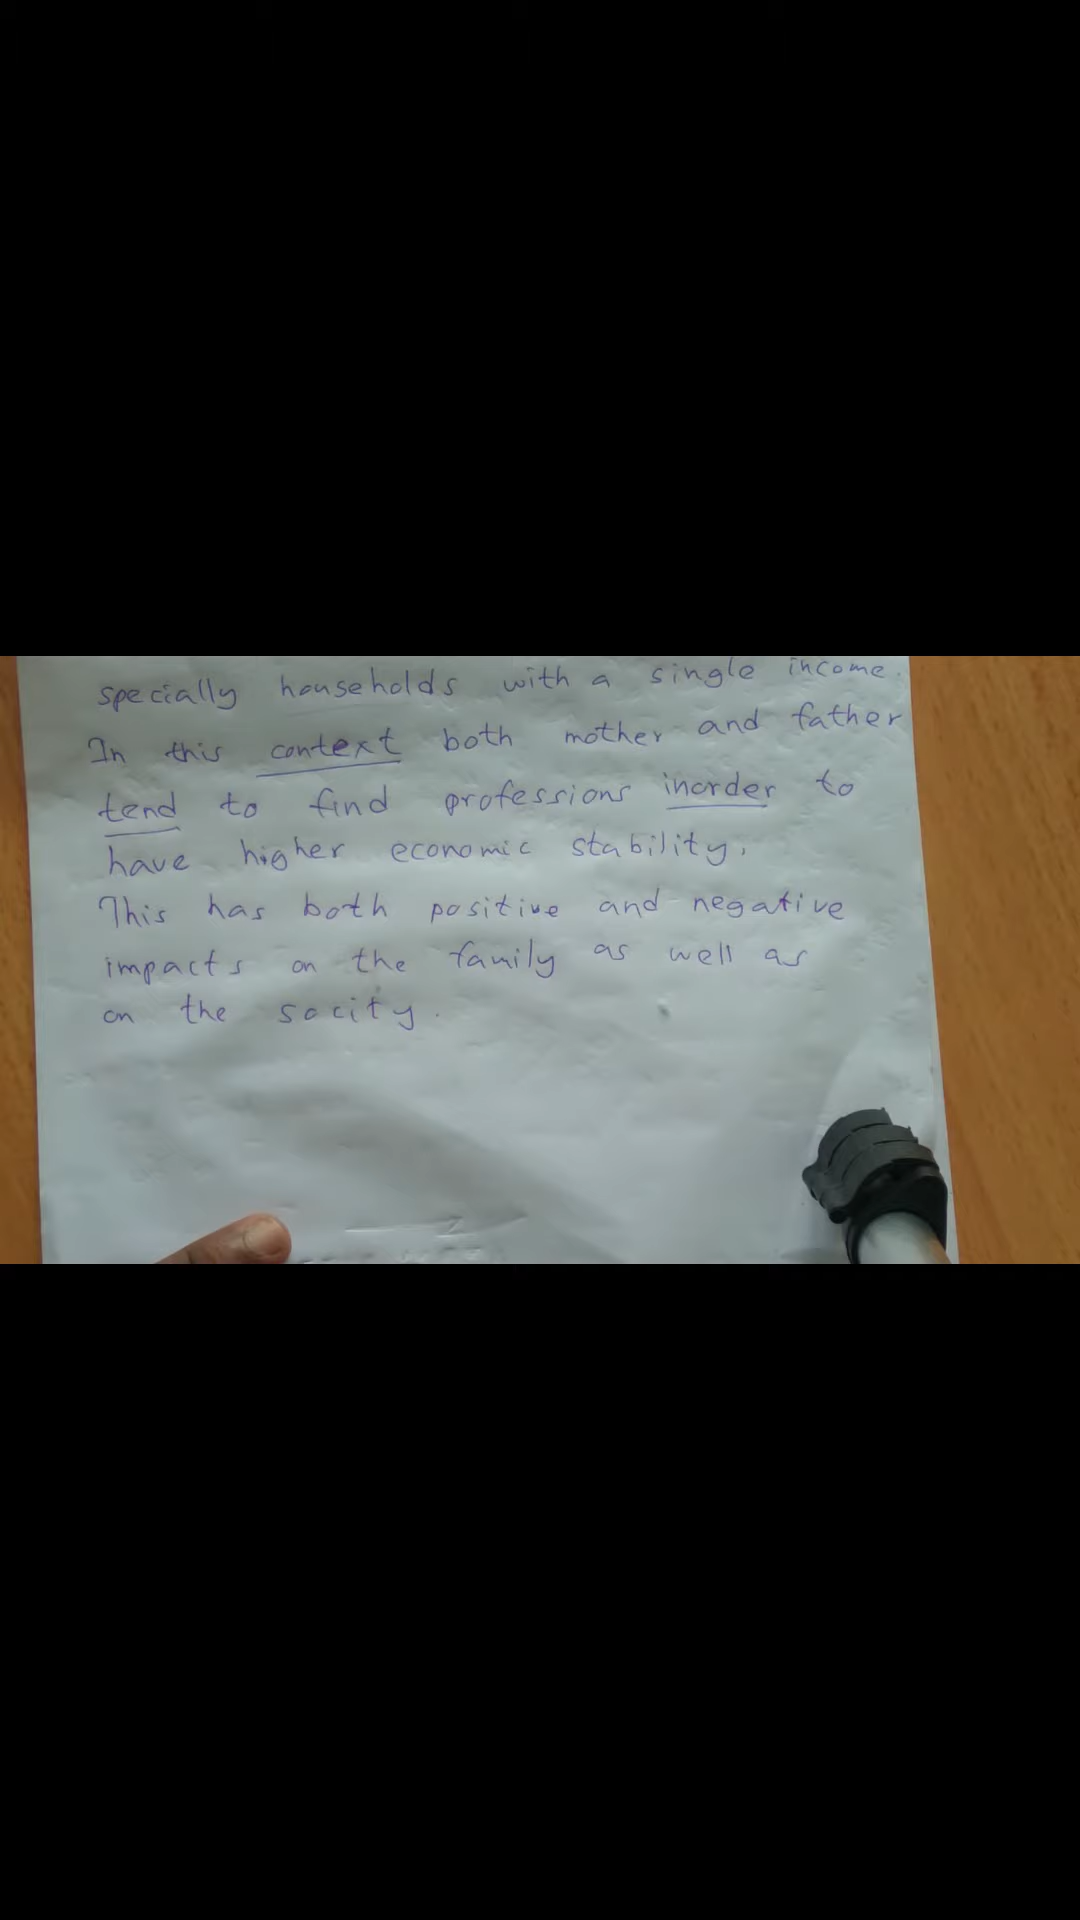 specially households with a single income.
In this context both mother and father
tend to find professions inorder to
have higher economic stability.
This has both positive and negative
impacts on the family as well as
on the socity.